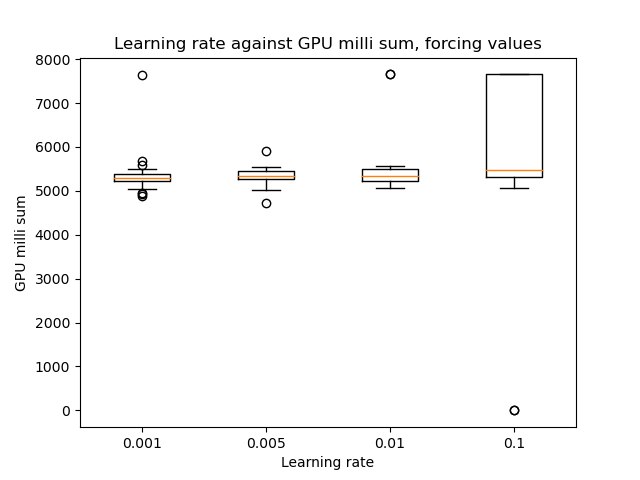 Learning rate against GPU milli sum, forcing values
8000
7000
6000
5000
4000
3000
2000
1000
0
GPU milli sum
0.001 0.005 0.01 0.1
Learning rate